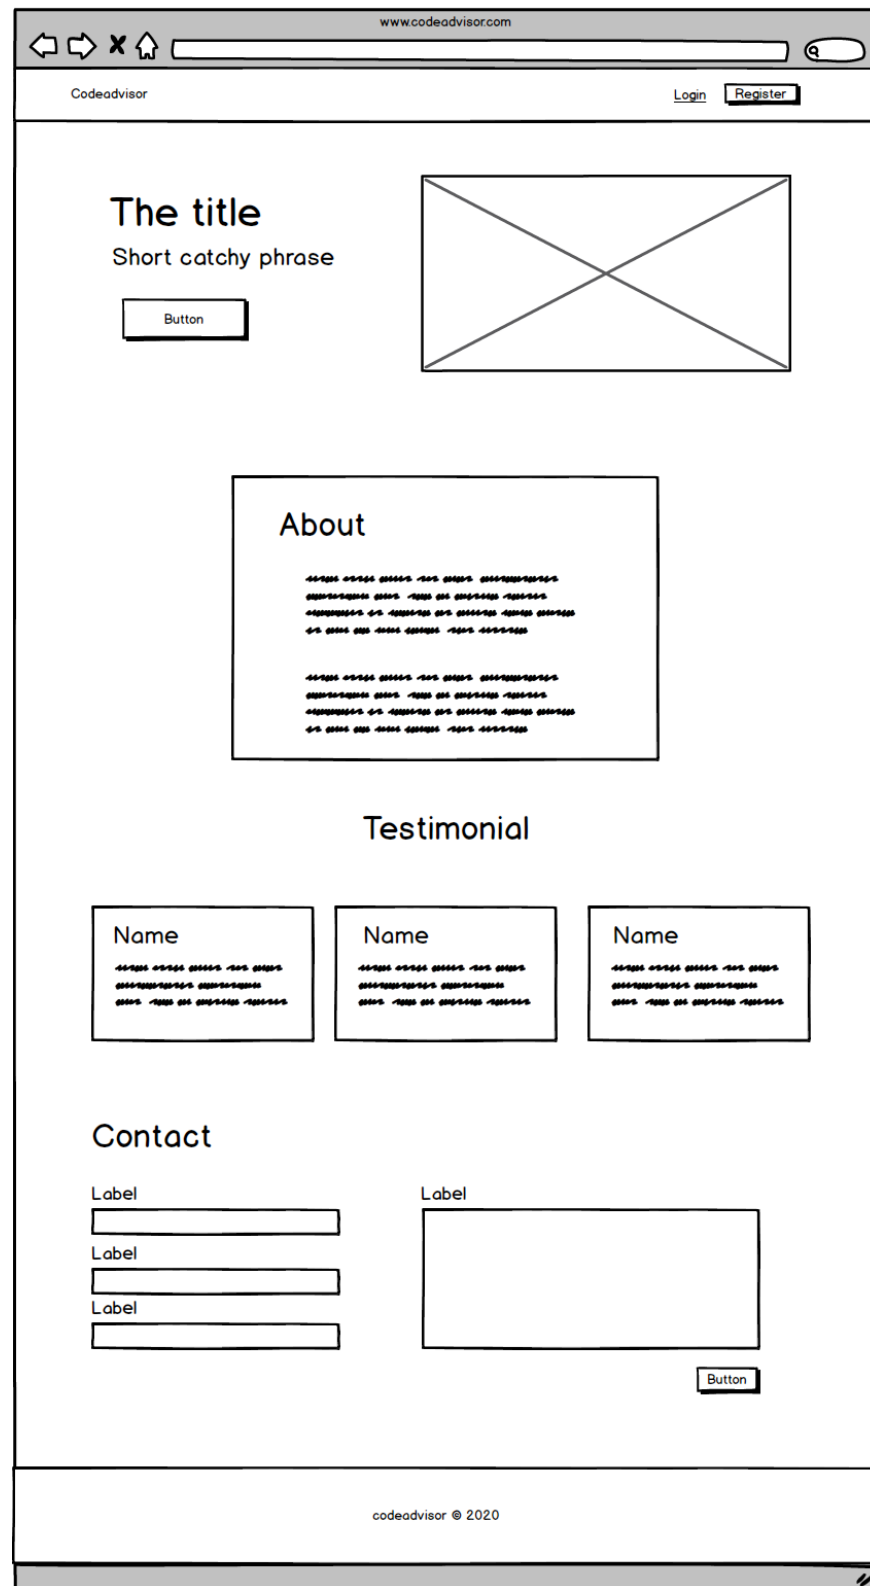 www.codeadvisor.com
Codeadvisor
Login
Register
The title
Short catchy phrase
Button
About
Testimonial
Name
Name
Name
Contact
Label
Label
Label
Label
Button
codeadvisor © 2020